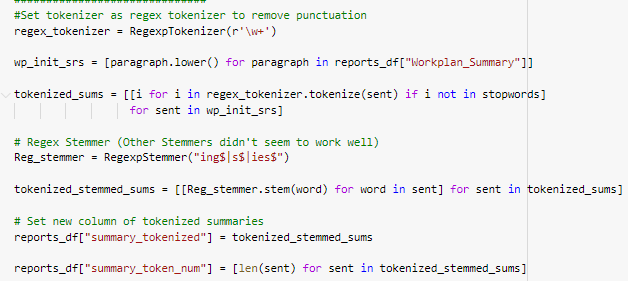 ##############################
#Set tokenizer as regex tokenizer to remove punctuation
regex_tokenizer = RegexpTokenizer(r'\w+')
wp_init_srs = [paragraph.lower() for paragraph in reports_df["Workplan_Summary"]]
tokenized_sums = [[i for i in regex_tokenizer.tokenize(sent) if i not in stopwords]
for sent in wp_init_srs]
# Regex Stemmer (Other Stemmers didn't seem to work well)
Reg_stemmer = RegexpStemmer("ing$|s$|ies$")
tokenized_stemmed_sums = [[Reg_stemmer.stem(word) for word in sent] for sent in tokenized_sums]
# Set new column of tokenized summaries
reports_df["summary_tokenized"] = tokenized_stemmed_sums
reports_df["summary_token_num"] = [len(sent) for sent in tokenized_stemmed_sums]